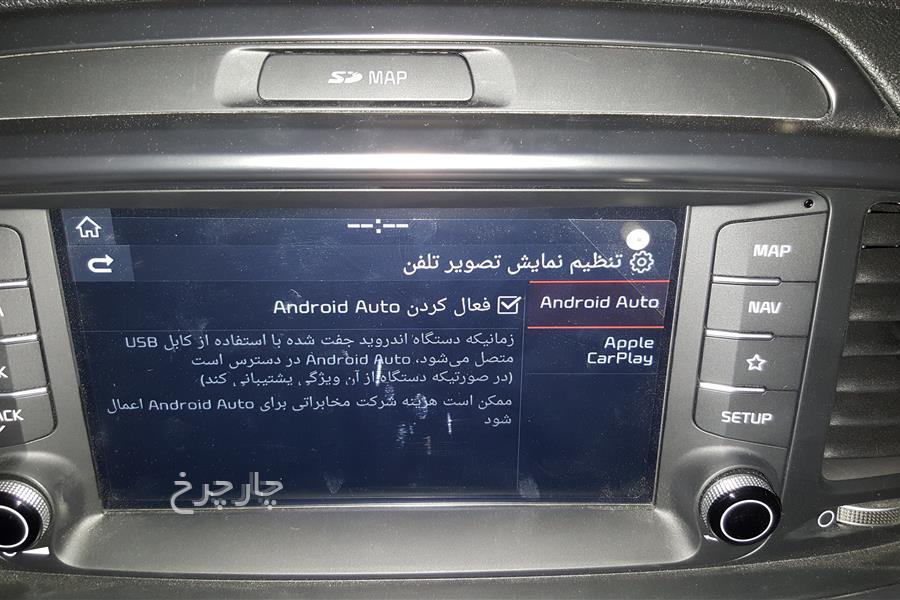 SD MAP
--:--
تنظیم نمایش تصویر تلفن
Android Auto
Apple
CarPlay
فعال کردن Android Auto
زمانیکه دستگاه اندروید جفت شده با استفاده از کابل USB
متصل می‌شود، Android Auto در دسترس است
(در صورتیکه دستگاه از آن ویژگی پشتیبانی کند)
ممکن است هزینه شرکت مخابراتی برای Android Auto اعمال
شود
MAP
NAV
SETUP
چارچرخ